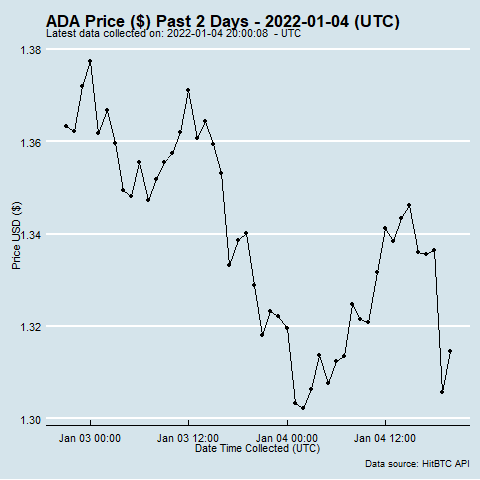 ADA Price ($) Past 2 Days - 2022-01-04 (UTC)
Latest data collected on: 2022-01-04 20:00:08  - UTC
1.38
1.36
1.34
1.32
1.30
Price USD ($)
Jan 03 00:00 Jan 03 12:00 Jan 04 00:00 Jan 04 12:00
Date Time Collected (UTC)
Data source: HitBTC API